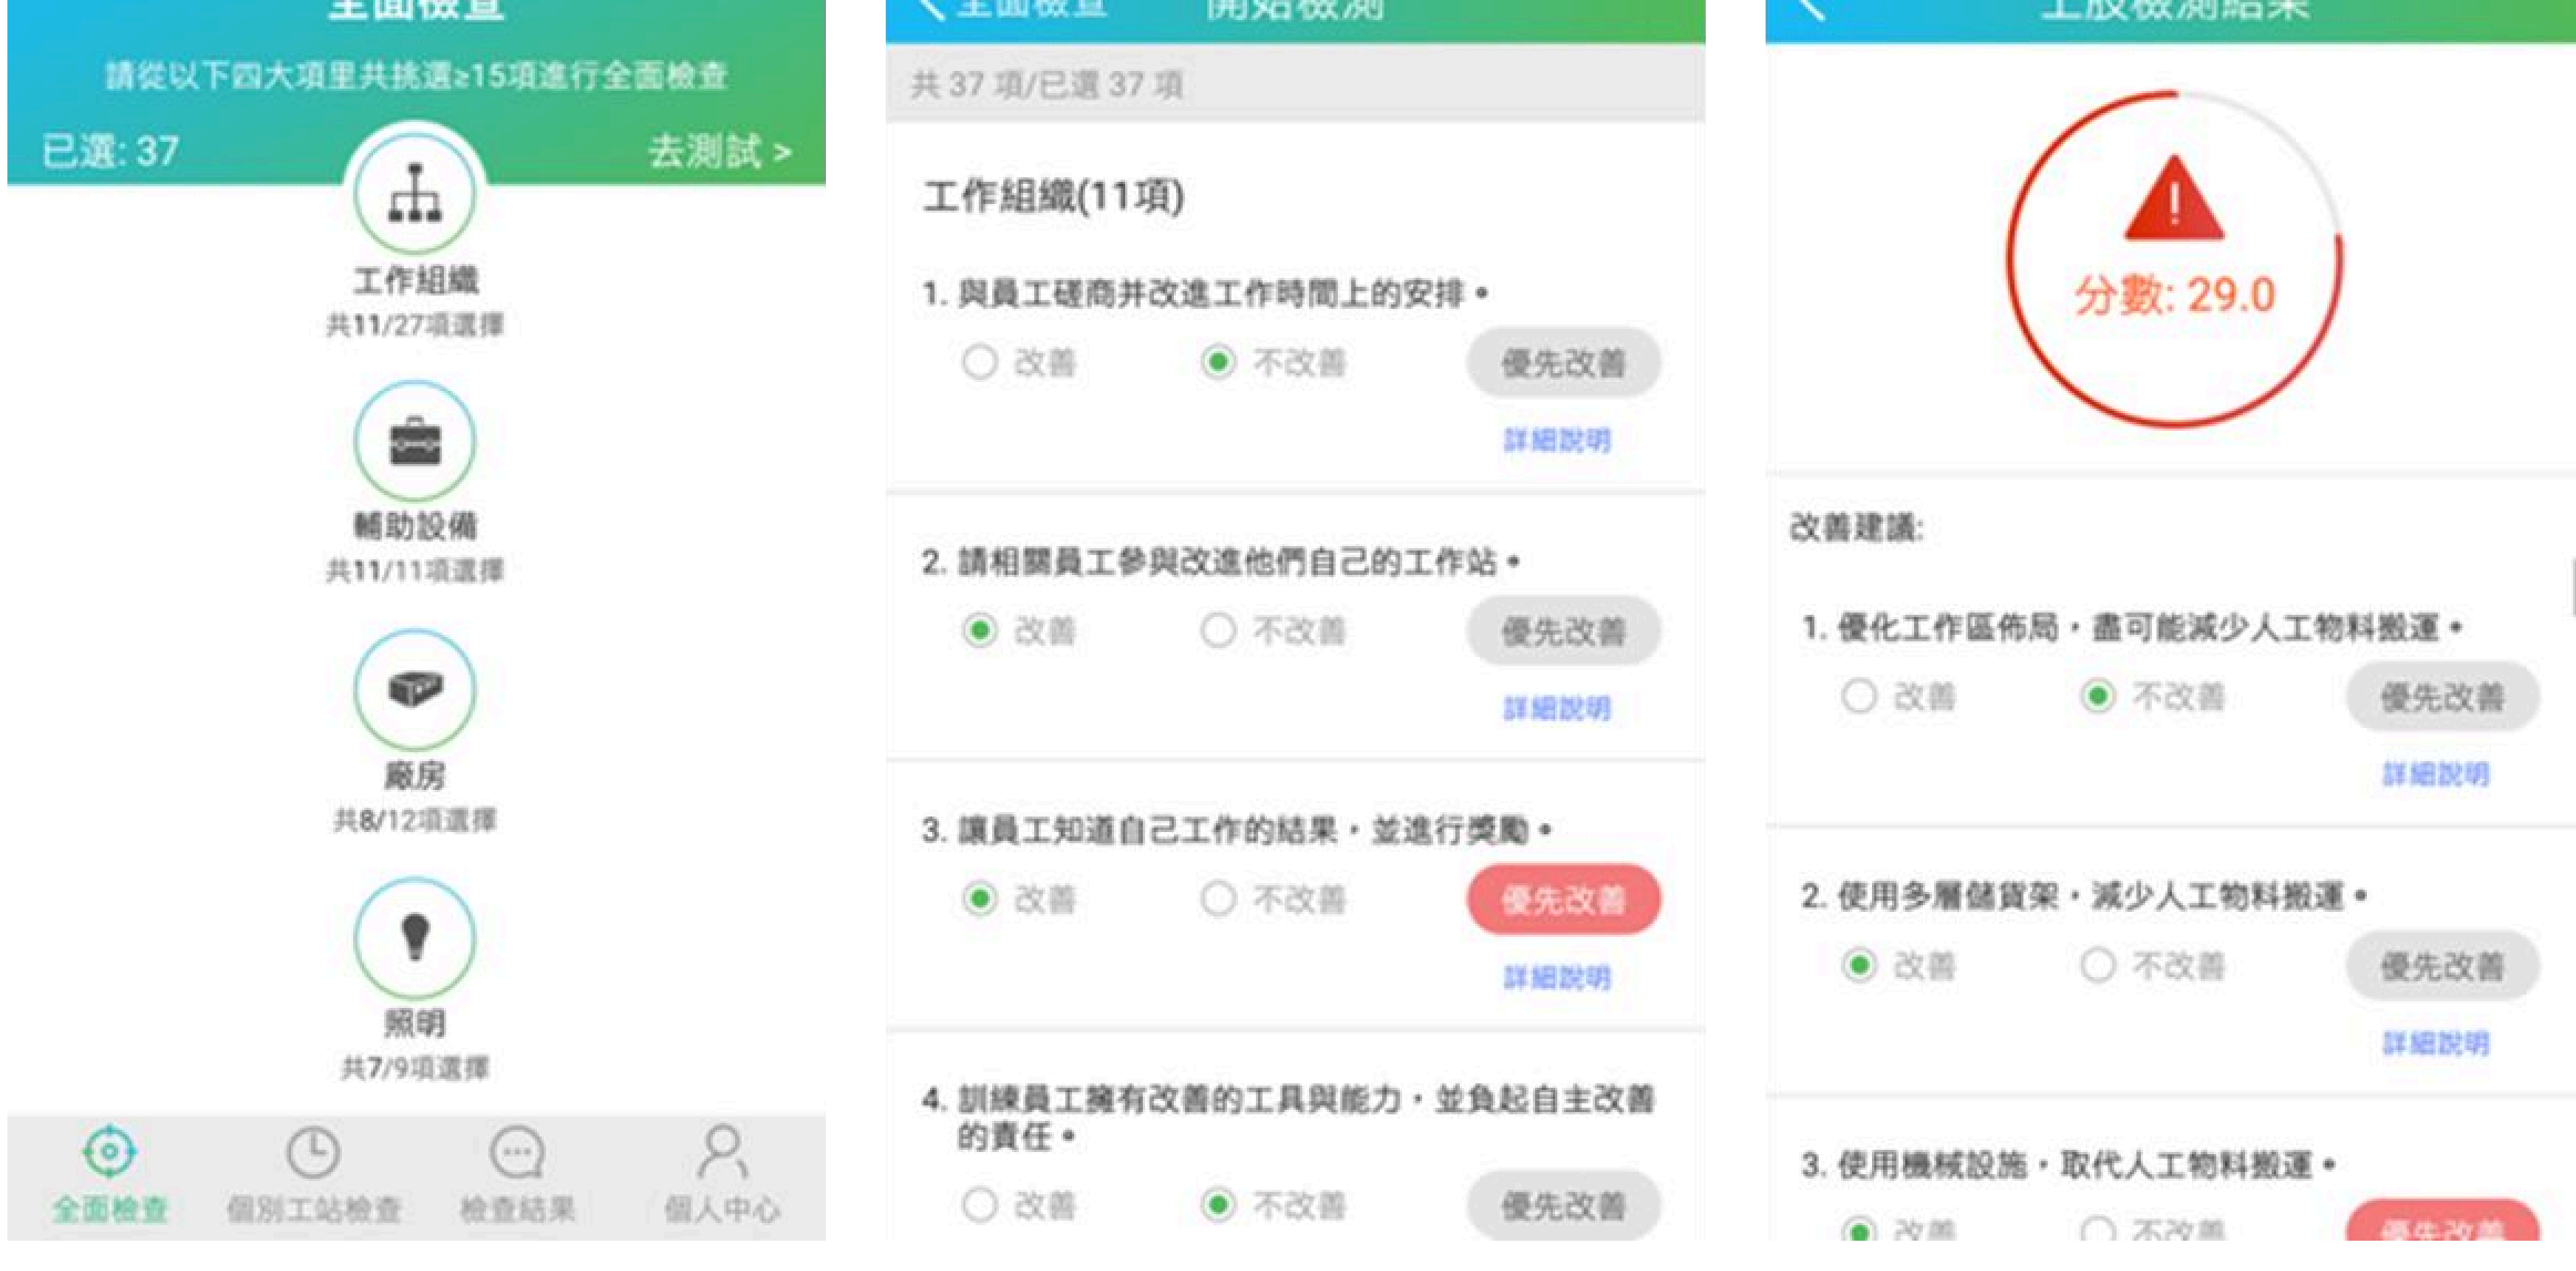 全面檢查
請從以下四大項里共挑選≥15項進行全面檢查
已選: 37
去測試 >
工作組織
共11/27項選擇
輔助設備
共11/11項選擇
廠房
共8/12項選擇
照明
共7/9項選擇
全面檢查
個別工站檢查
檢查結果
個人中心
全面檢查
開始檢測
共 37 項/已選 37 項
工作組織(11項)
1. 與員工磋商并改進工作時間上的安排。
改善
不改善
優先改善
詳細說明
2. 請相關員工參與改進他們自己的工作站。
改善
不改善
優先改善
詳細說明
3. 讓員工知道自己工作的結果，並進行獎勵。
改善
不改善
優先改善
詳細說明
4. 訓練員工擁有改善的工具與能力，並負起自主改善
的責任。
改善
不改善
優先改善
檢測結果
分數: 29.0
改善建議:
1. 優化工作區佈局，盡可能減少人工物料搬運。
改善
不改善
優先改善
詳細說明
2. 使用多層儲貨架，減少人工物料搬運。
改善
不改善
優先改善
詳細說明
3. 使用機械設施，取代人工物料搬運。
改善
不改善
優先改善